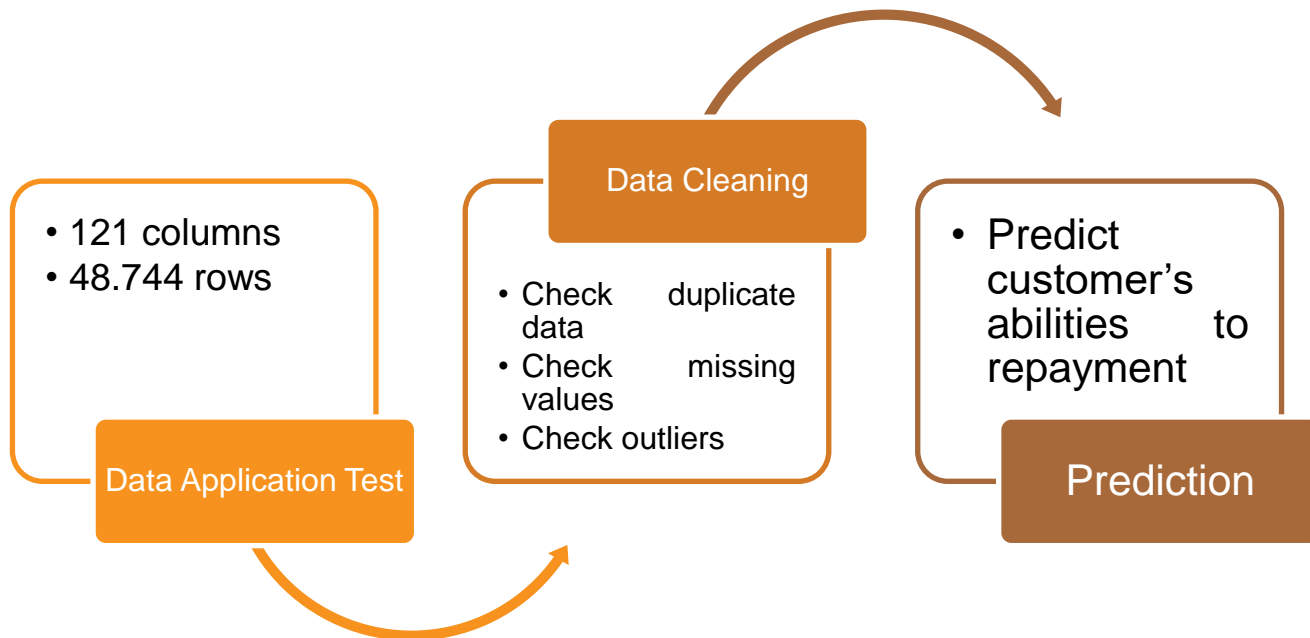 • 121 columns
• 48.744 rows
Data Application Test
Data Cleaning
• Check duplicate
data
• Check missing
values
• Check outliers
• Predict
customer’s
abilities to
repayment
Prediction